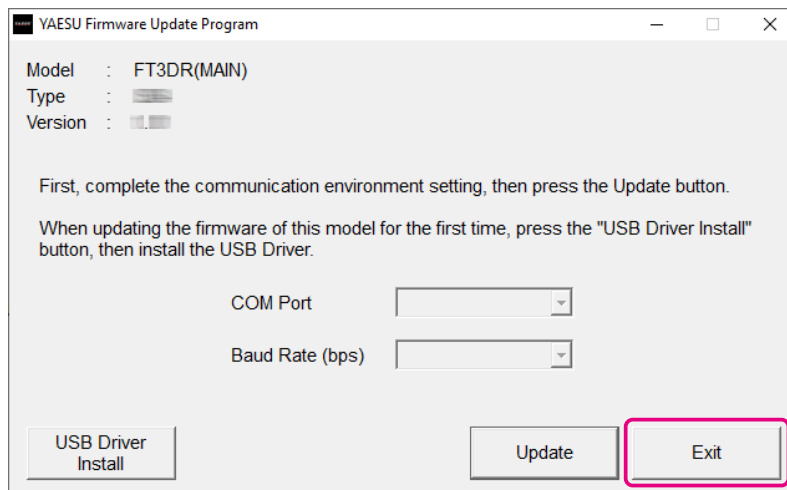 YAESU Firmware Update Program
Model : FT3DR(MAIN)
Type :
Version :
First, complete the communication environment setting, then press the Update button.
When updating the firmware of this model for the first time, press the "USB Driver Install"
button, then install the USB Driver.
COM Port
Baud Rate (bps)
USB Driver
Install
Update
Exit